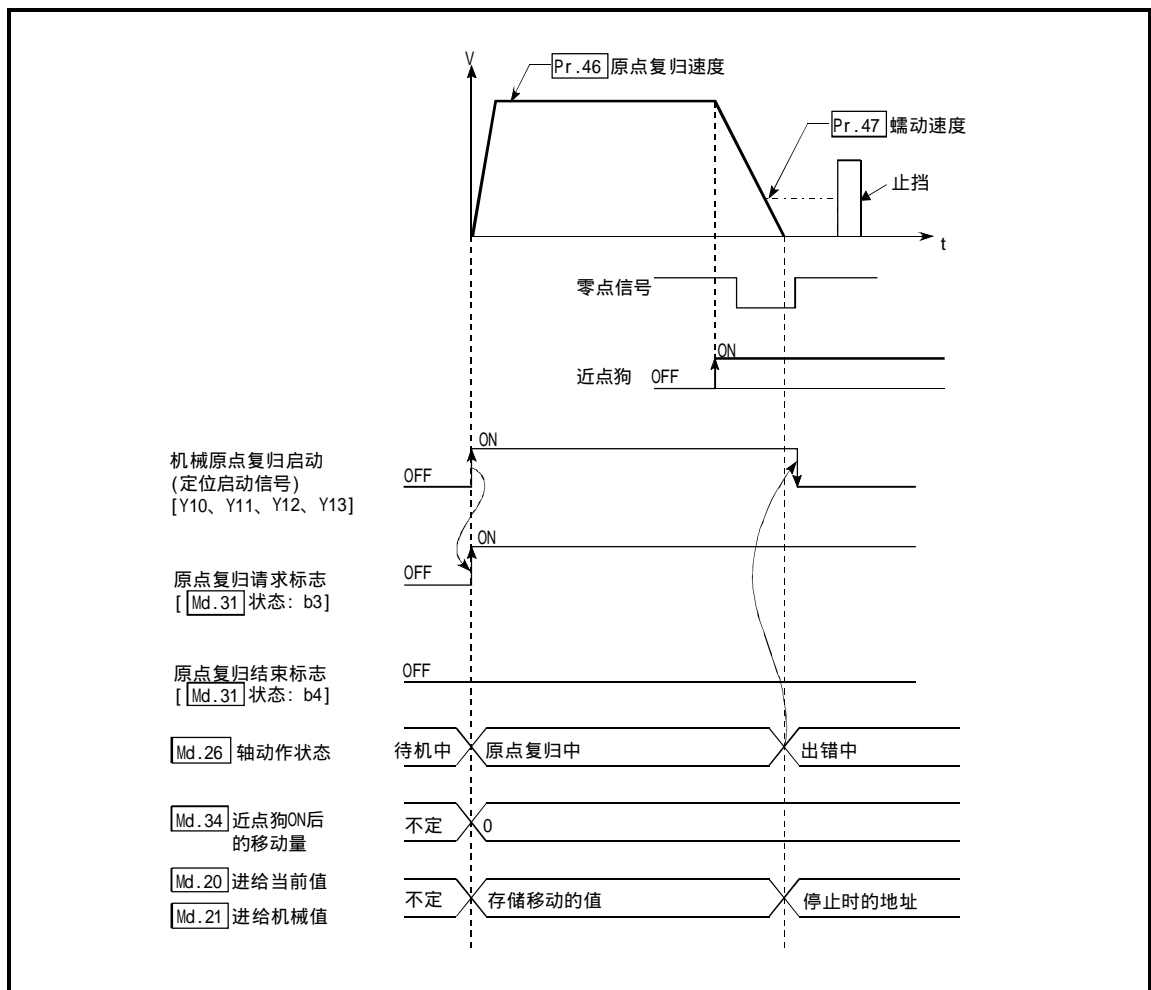 V
Pr.46 原点复归速度
Pr.47 蠕动速度
止挡
t
零点信号
ON
近点狗 OFF
ON
机械原点复归启动
(定位启动信号)
[Y10、Y11、Y12、Y13]
OFF
ON
原点复归请求标志
[ Md.31 状态: b3]
OFF
原点复归结束标志
[ Md.31 状态: b4]
OFF
Md.26 轴动作状态 待机中 原点复归中 出错中
Md.34 近点狗ON后
的移动量
不定 0
Md.20 进给当前值
Md.21 进给机械值
不定 存储移动的值 停止时的地址